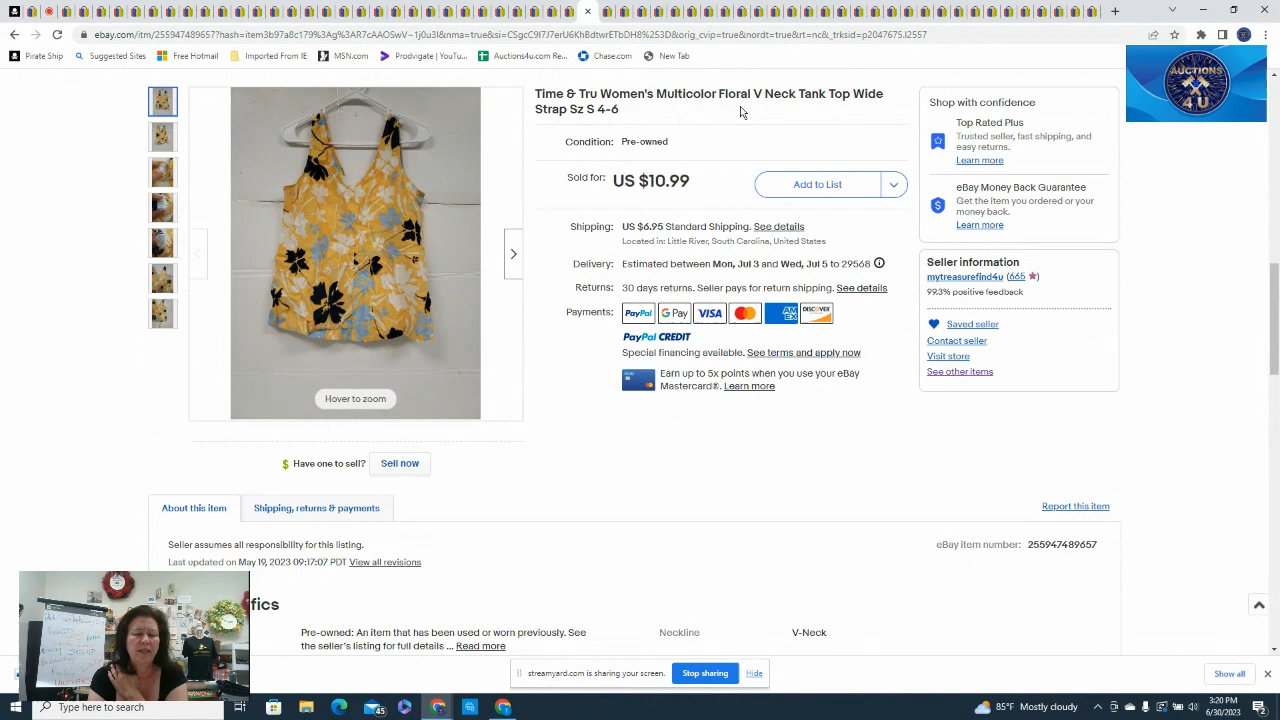 ebay.com/itm/255947489657?hash=item3b97a8c179%3Ag%3AR7cAAOSwV~1j0u3I&nma=true&si=CSgcC9I7J7erU6KhBdtwrETbDH8%253D&orig_cvip=true&nordt=true&rt=nc&_trksid=p2047675.l2557
Pirate Ship
Suggested Sites
Free Hotmail
Imported From IE
MSN.com
Prodvigate | YouTu...
Auctions4u.com Re...
Chase.com
New Tab
AUCTIONS
4 U
Time & Tru Women's Multicolor Floral V Neck Tank Top Wide
Strap Sz S 4-6
Condition: Pre-owned
Sold for: US $10.99
Add to List
Shipping: US $6.95 Standard Shipping. See details
Located in: Little River, South Carolina, United States
Delivery: Estimated between Mon, Jul 3 and Wed, Jul 5 to 29568
Returns: 30 days returns. Seller pays for return shipping. See details
Payments: PayPal G Pay VISA AMEX DISCOVER
PayPal CREDIT
Special financing available. See terms and apply now
Earn up to 5x points when you use your eBay
Mastercard®. Learn more
Shop with confidence
Top Rated Plus
Trusted seller, fast shipping, and
easy returns.
Learn more
eBay Money Back Guarantee
Get the item you ordered or your
money back.
Learn more
Seller information
mytreasurefind4u (665)
99.3% positive feedback
Saved seller
Contact seller
Visit store
See other items
Hover to zoom
Have one to sell? Sell now
About this item
Shipping, returns & payments
Report this item
Seller assumes all responsibility for this listing.
Last updated on May 19, 2023 09:17:07 PDT View all revisions
eBay item number: 255947489657
fics
Pre-owned: An item that has been used or worn previously. See
the seller's listing for full details ... Read more
Neckline
V-Neck
streamyard.com is sharing your screen.
Stop sharing
Hide
Show all
Type here to search
45
85°F Mostly cloudy
3:20 PM
6/30/2023
2